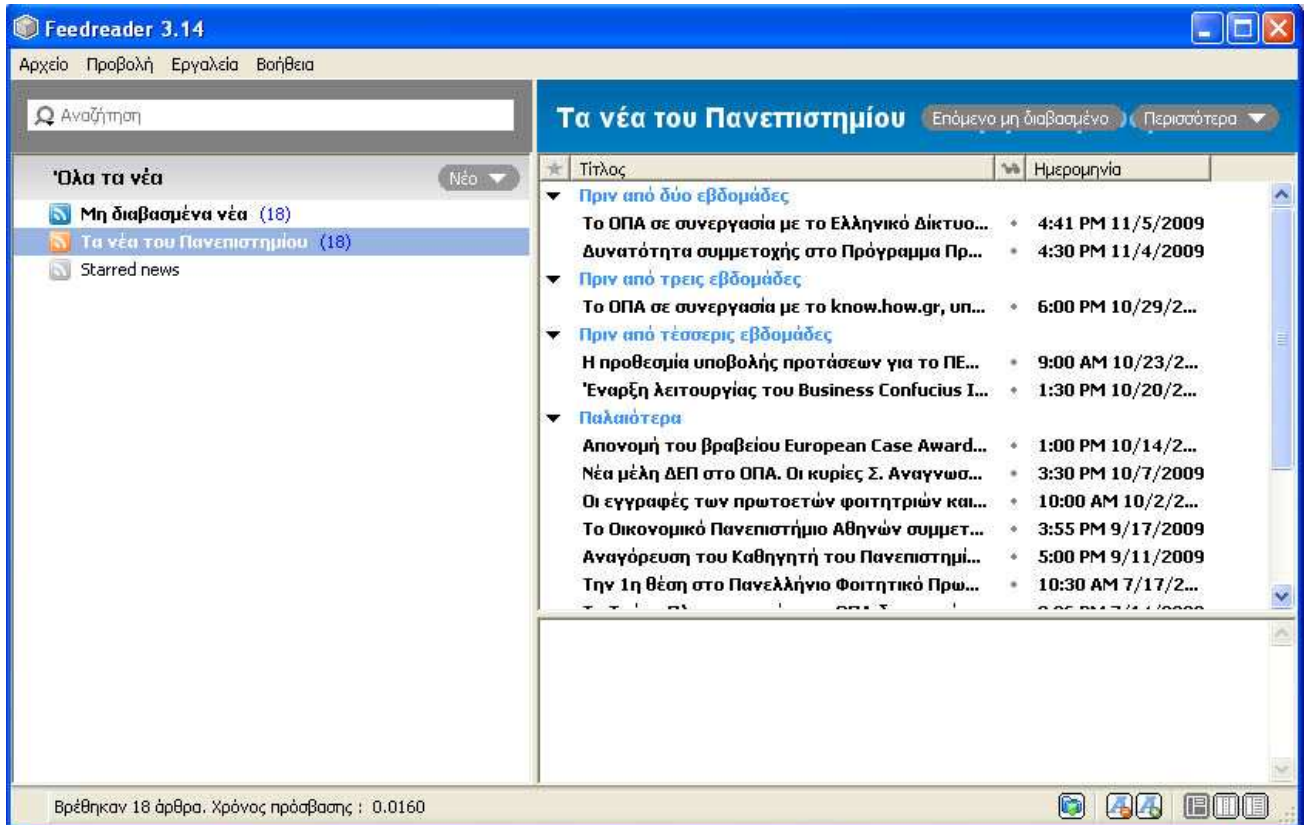 Feedreader 3.14
Αρχείο Προβολή Εργαλεία Βοήθεια
Αναζήτηση
Όλα τα νέα Νέο
Μη διαβασμένα νέα (18)
Τα νέα του Πανεπιστημίου (18)
Starred news
Τα νέα του Πανεπιστημίου Επόμενο μη διαβασμένο Περισσότερα
Τίτλος Ημερομηνία
Πριν από δύο εβδομάδες
Το ΟΠΑ σε συνεργασία με το Ελληνικό Δίκτυο... 4:41 PM 11/5/2009
Δυνατότητα συμμετοχής στο Πρόγραμμα Πρ... 4:30 PM 11/4/2009
Πριν από τρεις εβδομάδες
Το ΟΠΑ σε συνεργασία με το know.how.gr, υπ... 6:00 PM 10/29/2...
Πριν από τέσσερις εβδομάδες
Η προθεσμία υποβολής προτάσεων για το ΠΕ... 9:00 AM 10/23/2...
Έναρξη λειτουργίας του Business Confucius I... 1:30 PM 10/20/2...
Παλαιότερα
Απονομή του βραβείου European Case Award... 1:00 PM 10/14/2...
Νέα μέλη ΔΕΠ στο ΟΠΑ. Οι κυρίες Σ. Αναγνωσ... 3:30 PM 10/7/2009
Οι εγγραφές των πρωτοετών φοιτητριών και... 10:00 AM 10/2/2...
Το Οικονομικό Πανεπιστήμιο Αθηνών συμμετ... 3:55 PM 9/17/2009
Αναγόρευση του Καθηγητή του Πανεπιστημί... 5:00 PM 9/11/2009
Την 1η θέση στο Πανελλήνιο Φοιτητικό Πρω... 10:30 AM 7/17/2...
Βρέθηκαν 18 άρθρα. Χρόνος πρόσβασης : 0.0160